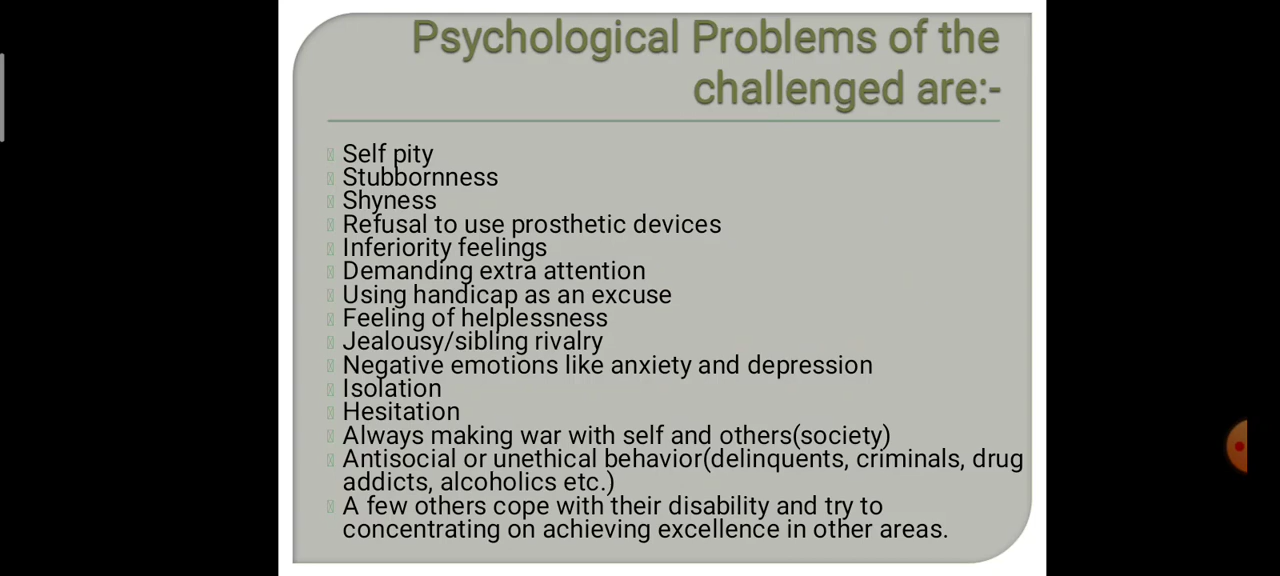 Psychological Problems of the
challenged are:-
Self pity
Stubbornness
Shyness
Refusal to use prosthetic devices
Inferiority feelings
Demanding extra attention
Using handicap as an excuse
Feeling of helplessness
Jealousy/sibling rivalry
Negative emotions like anxiety and depression
Isolation
Hesitation
Always making war with self and others(society)
Antisocial or unethical behavior(delinquents, criminals, drug
addicts, alcoholics etc.)
A few others cope with their disability and try to
concentrating on achieving excellence in other areas.